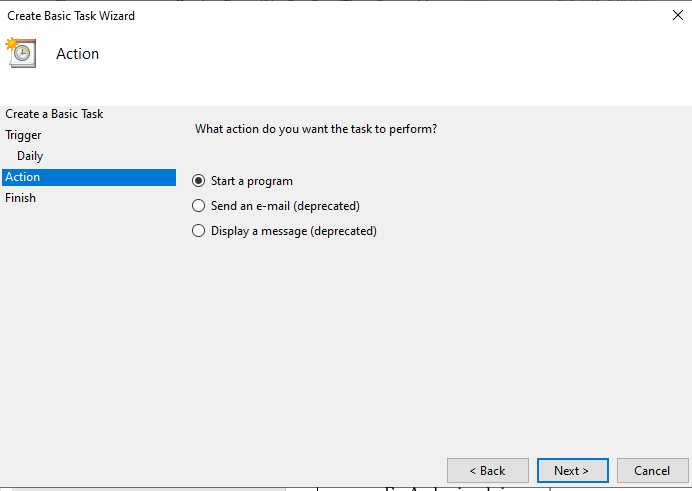 Create Basic Task Wizard
Action
Create a Basic Task
Trigger
Daily
Action
Finish
What action do you want the task to perform?
Start a program
Send an e-mail (deprecated)
Display a message (deprecated)
< Back
Next >
Cancel